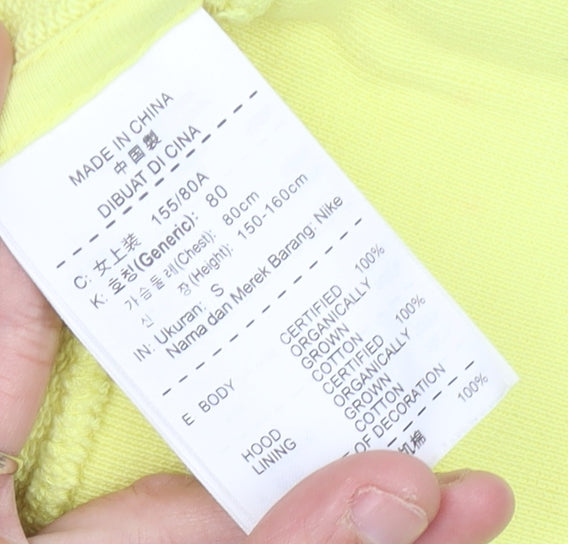 MADE IN CHINA
中国製
DIBUAT DI CINA
C: 女上装 155/80A
K: 호칭(Generic): 80
가슴둘레(Chest): 80cm
신 장(Height): 150-160cm
IN: Ukuran: S
Nama dan Merek Barang: Nike
E BODY CERTIFIED 100%
ORGANICALLY
GROWN
COTTON
HOOD LINING CERTIFIED 100%
ORGANICALLY
GROWN
COTTON
OF DECORATION 100%
机棉